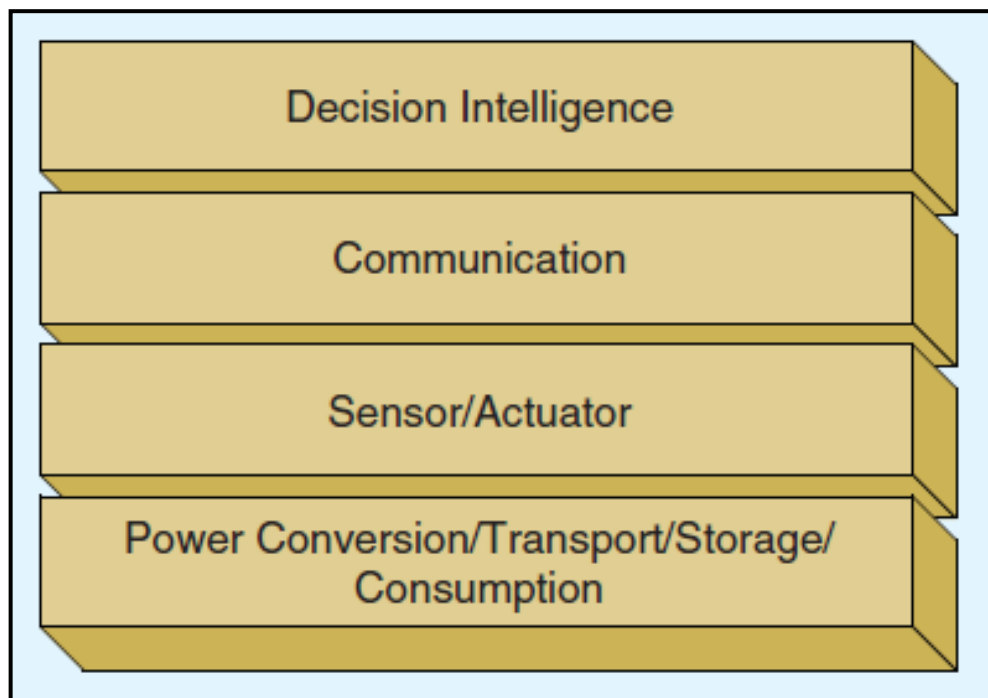 Decision Intelligence
Communication
Sensor/Actuator
Power Conversion/Transport/Storage/
Consumption